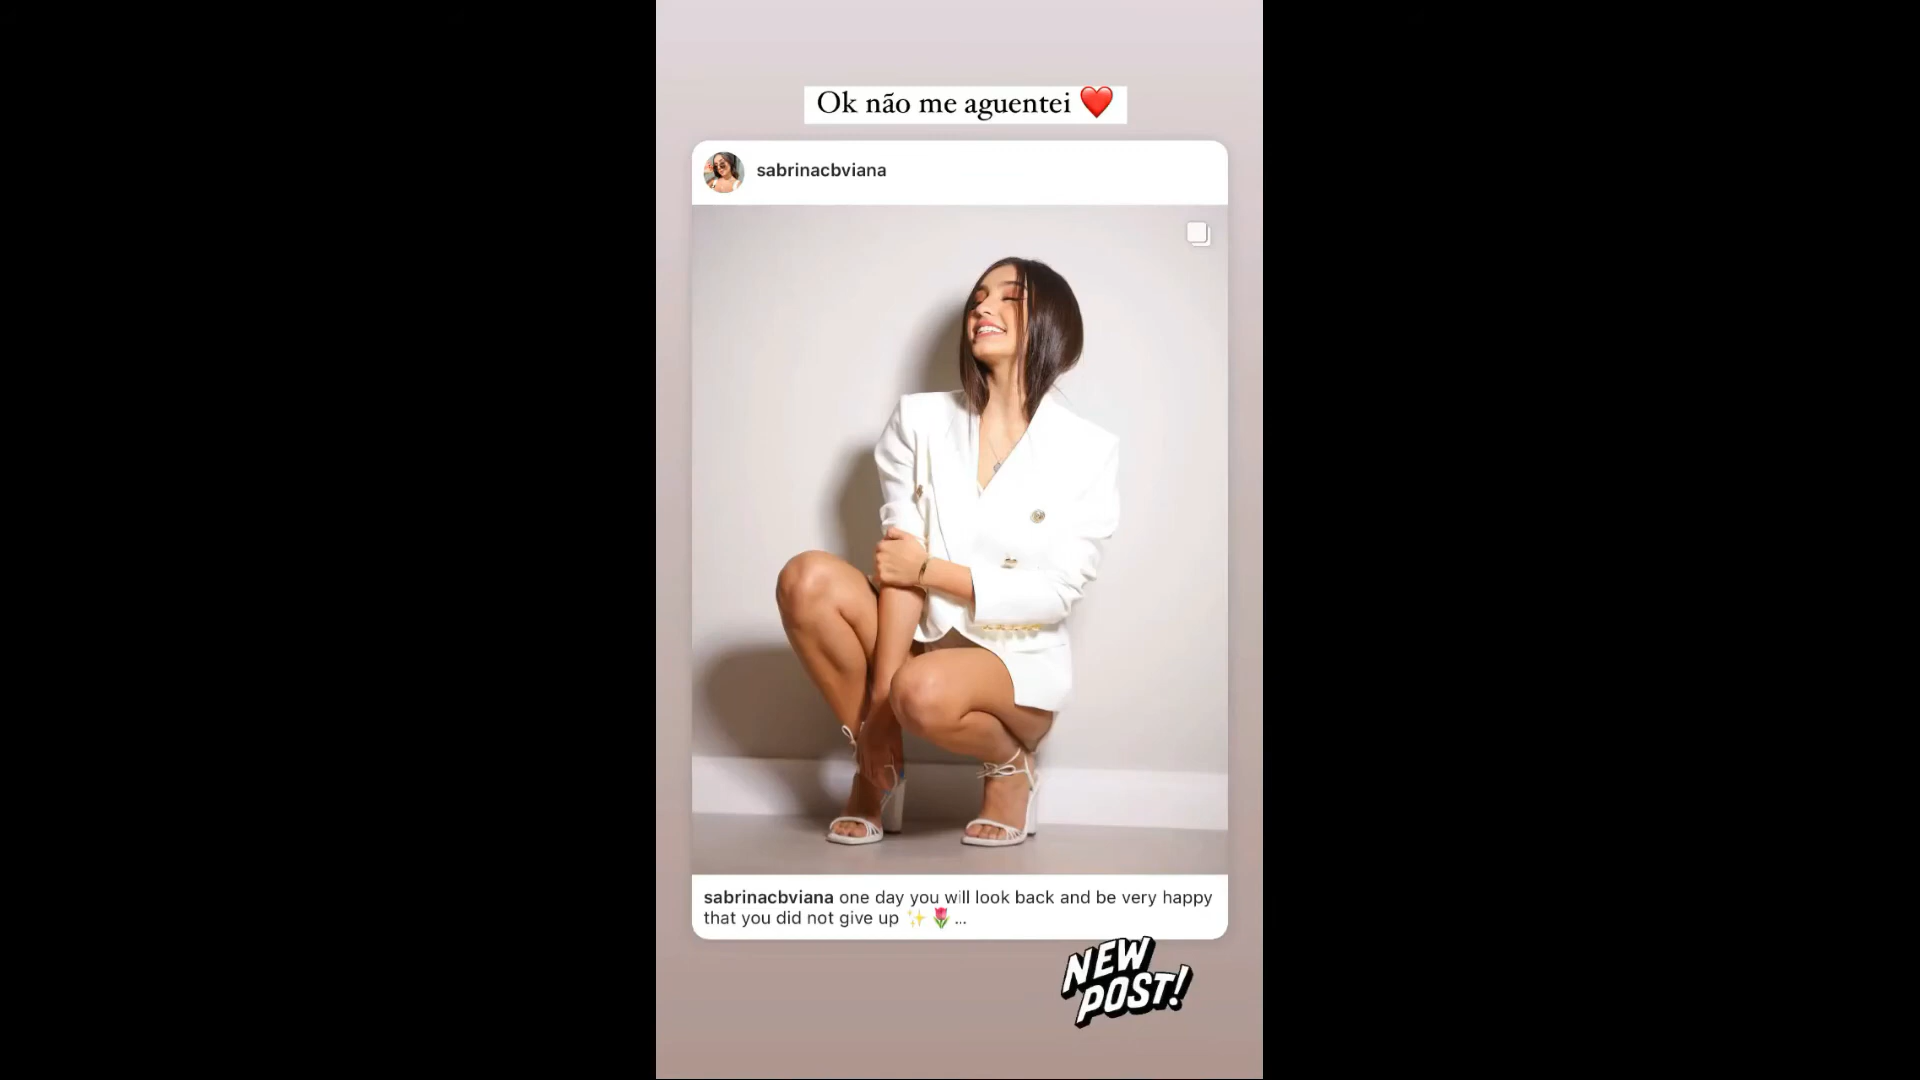 Ok não me aguentei ❤️
sabrinacbviana
sabrinacbviana one day you will look back and be very happy
that you did not give up ✨🌷...
NEW
POST!